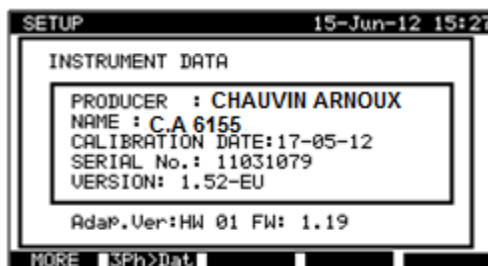 SETUP 15-Jun-12 15:27
INSTRUMENT DATA
PRODUCER : CHAUVIN ARNOUX
NAME : C.A 6155
CALIBRATION DATE:17-05-12
SERIAL No.: 11031079
VERSION: 1.52-EU
Adap.Ver:HW 01 FW: 1.19
MORE 3Ph>Dat